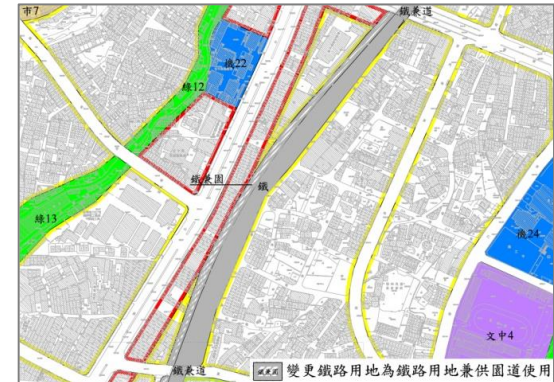 市7
鐵兼道
機22
綠12
鐵兼園
鐵
綠13
機24
文中4
鐵兼道
鐵兼園 變更鐵路用地為鐵路用地兼供園道使用